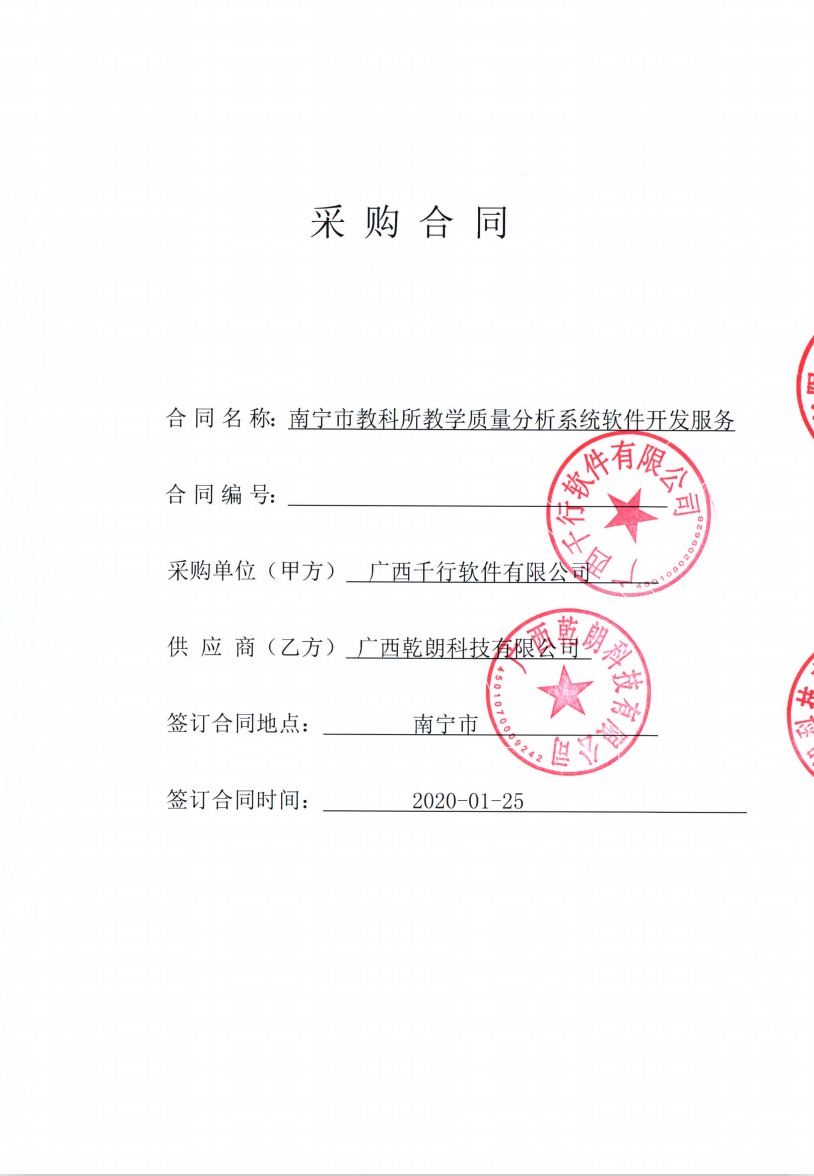 采购合同
合同名称: 南宁市教科所教学质量分析系统软件开发服务
合同编号:
采购单位（甲方） 广西千行软件有限公司
供应商（乙方） 广西乾朗科技有限公司
签订合同地点： 南宁市
签订合同时间： 2020-01-25
广西千行软件有限公司
4501080209628
广西乾朗科技有限公司
4501070009242
科技
限